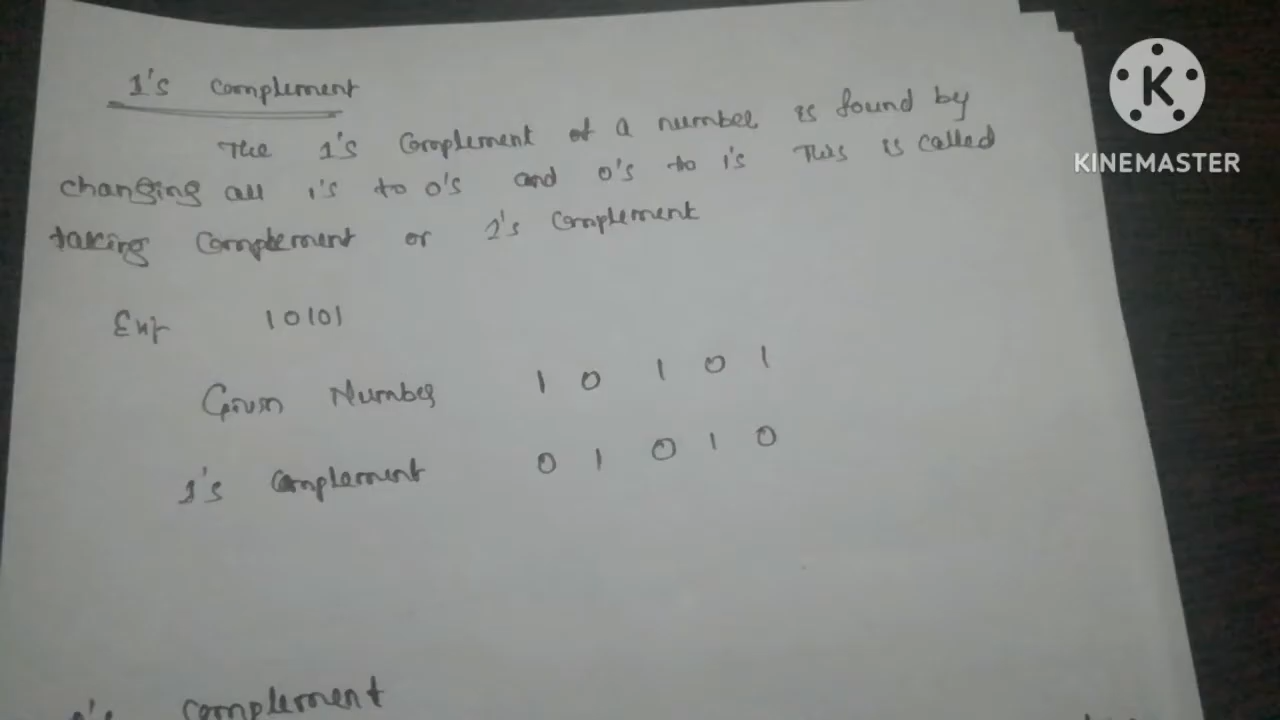 1's complement
The 1's complement of a number is found by
changing all 1's to 0's and 0's to 1's This is called
taking complement or 1's complement
10101
Given Number 1 0 1 0 1
1's complement 0 1 0 1 0
complement
KINEMASTER